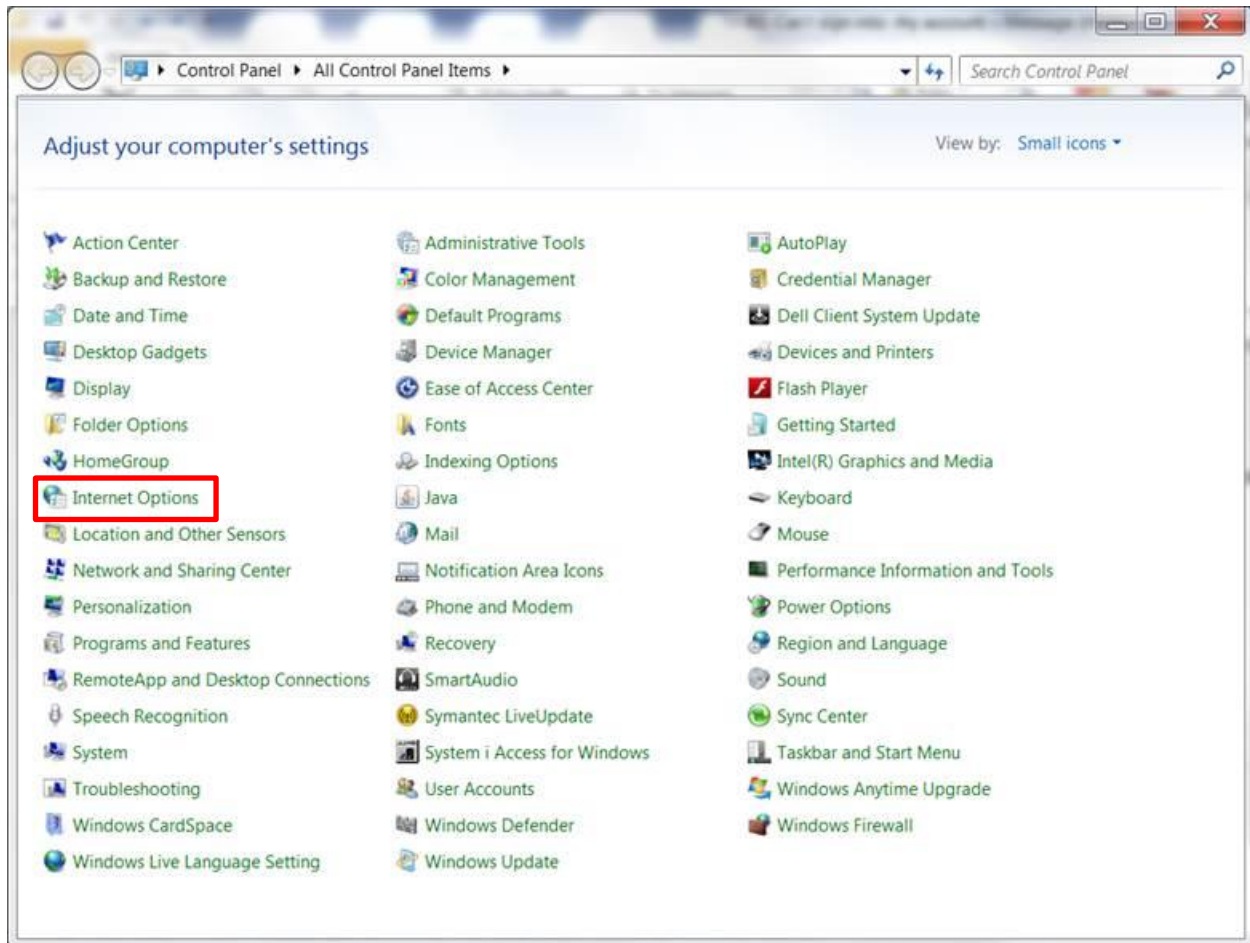 Control Panel ▸ All Control Panel Items ▸ Search Control Panel
Adjust your computer's settings View by: Small icons
Action Center Administrative Tools AutoPlay
Backup and Restore Color Management Credential Manager
Date and Time Default Programs Dell Client System Update
Desktop Gadgets Device Manager Devices and Printers
Display Ease of Access Center Flash Player
Folder Options Fonts Getting Started
HomeGroup Indexing Options Intel(R) Graphics and Media
Internet Options Java Keyboard
Location and Other Sensors Mail Mouse
Network and Sharing Center Notification Area Icons Performance Information and Tools
Personalization Phone and Modem Power Options
Programs and Features Recovery Region and Language
RemoteApp and Desktop Connections SmartAudio Sound
Speech Recognition Symantec LiveUpdate Sync Center
System System i Access for Windows Taskbar and Start Menu
Troubleshooting User Accounts Windows Anytime Upgrade
Windows CardSpace Windows Defender Windows Firewall
Windows Live Language Setting Windows Update